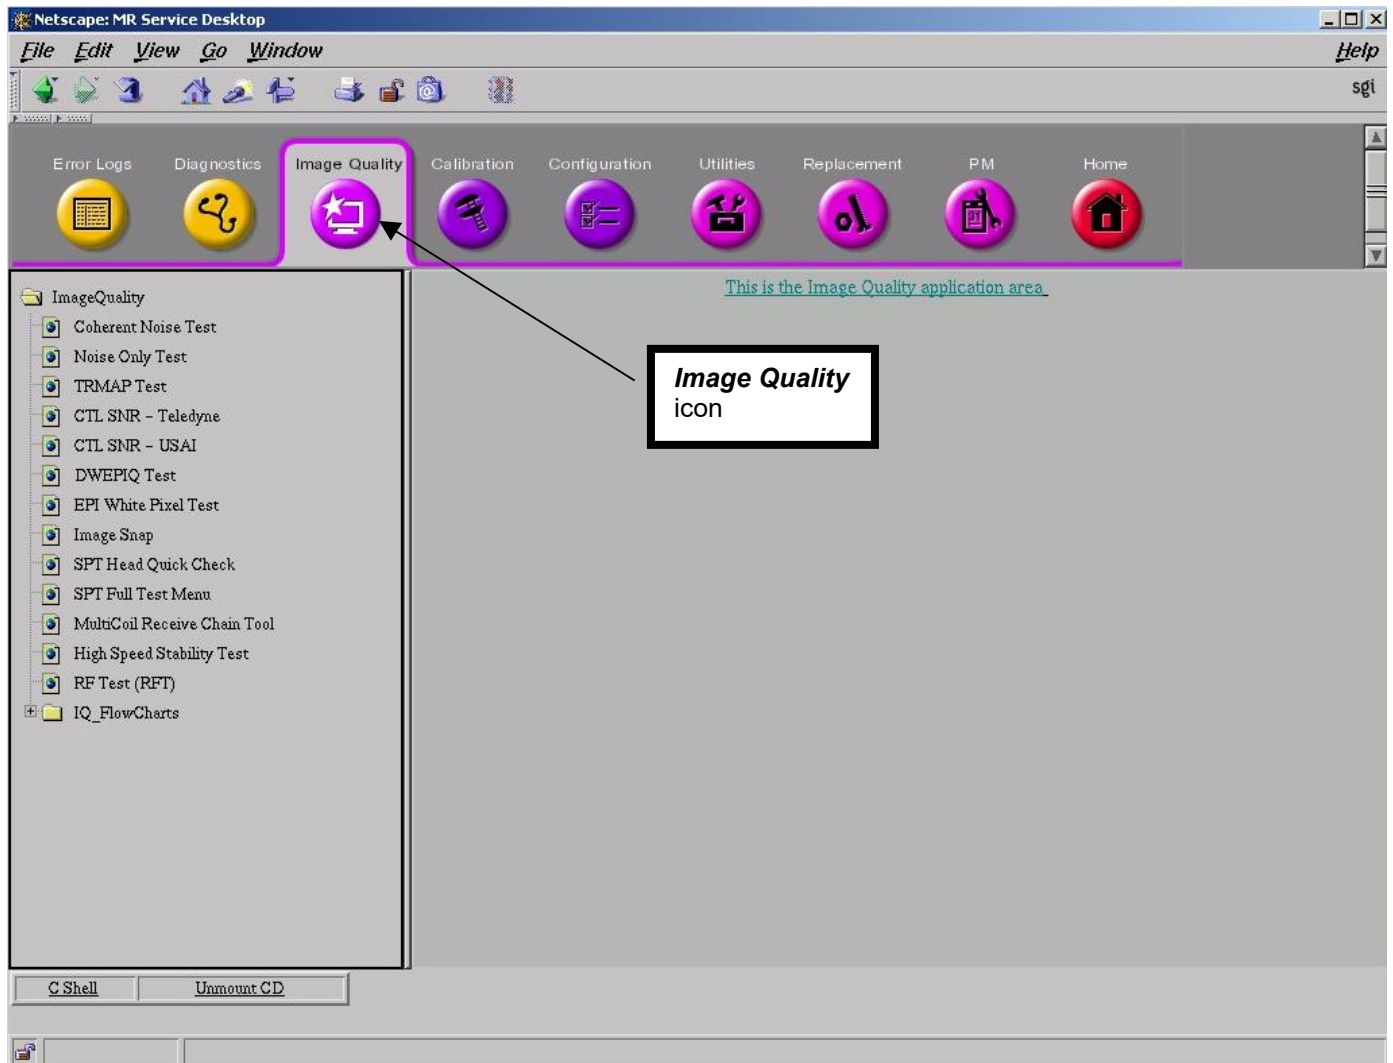 Netscape: MR Service Desktop
File Edit View Go Window Help
sgi
Error Logs Diagnostics Image Quality Calibration Configuration Utilities Replacement PM Home
31
ImageQuality
This is the Image Quality application area
Coherent Noise Test
Noise Only Test
TRMAP Test
CTL SNR – Teledyne
CTL SNR – USAI
DWEPIQ Test
EPI White Pixel Test
Image Snap
SPT Head Quick Check
SPT Full Test Menu
MultiCoil Receive Chain Tool
High Speed Stability Test
RF Test (RFT)
IQ_FlowCharts
Image Quality
icon
C Shell Unmount CD